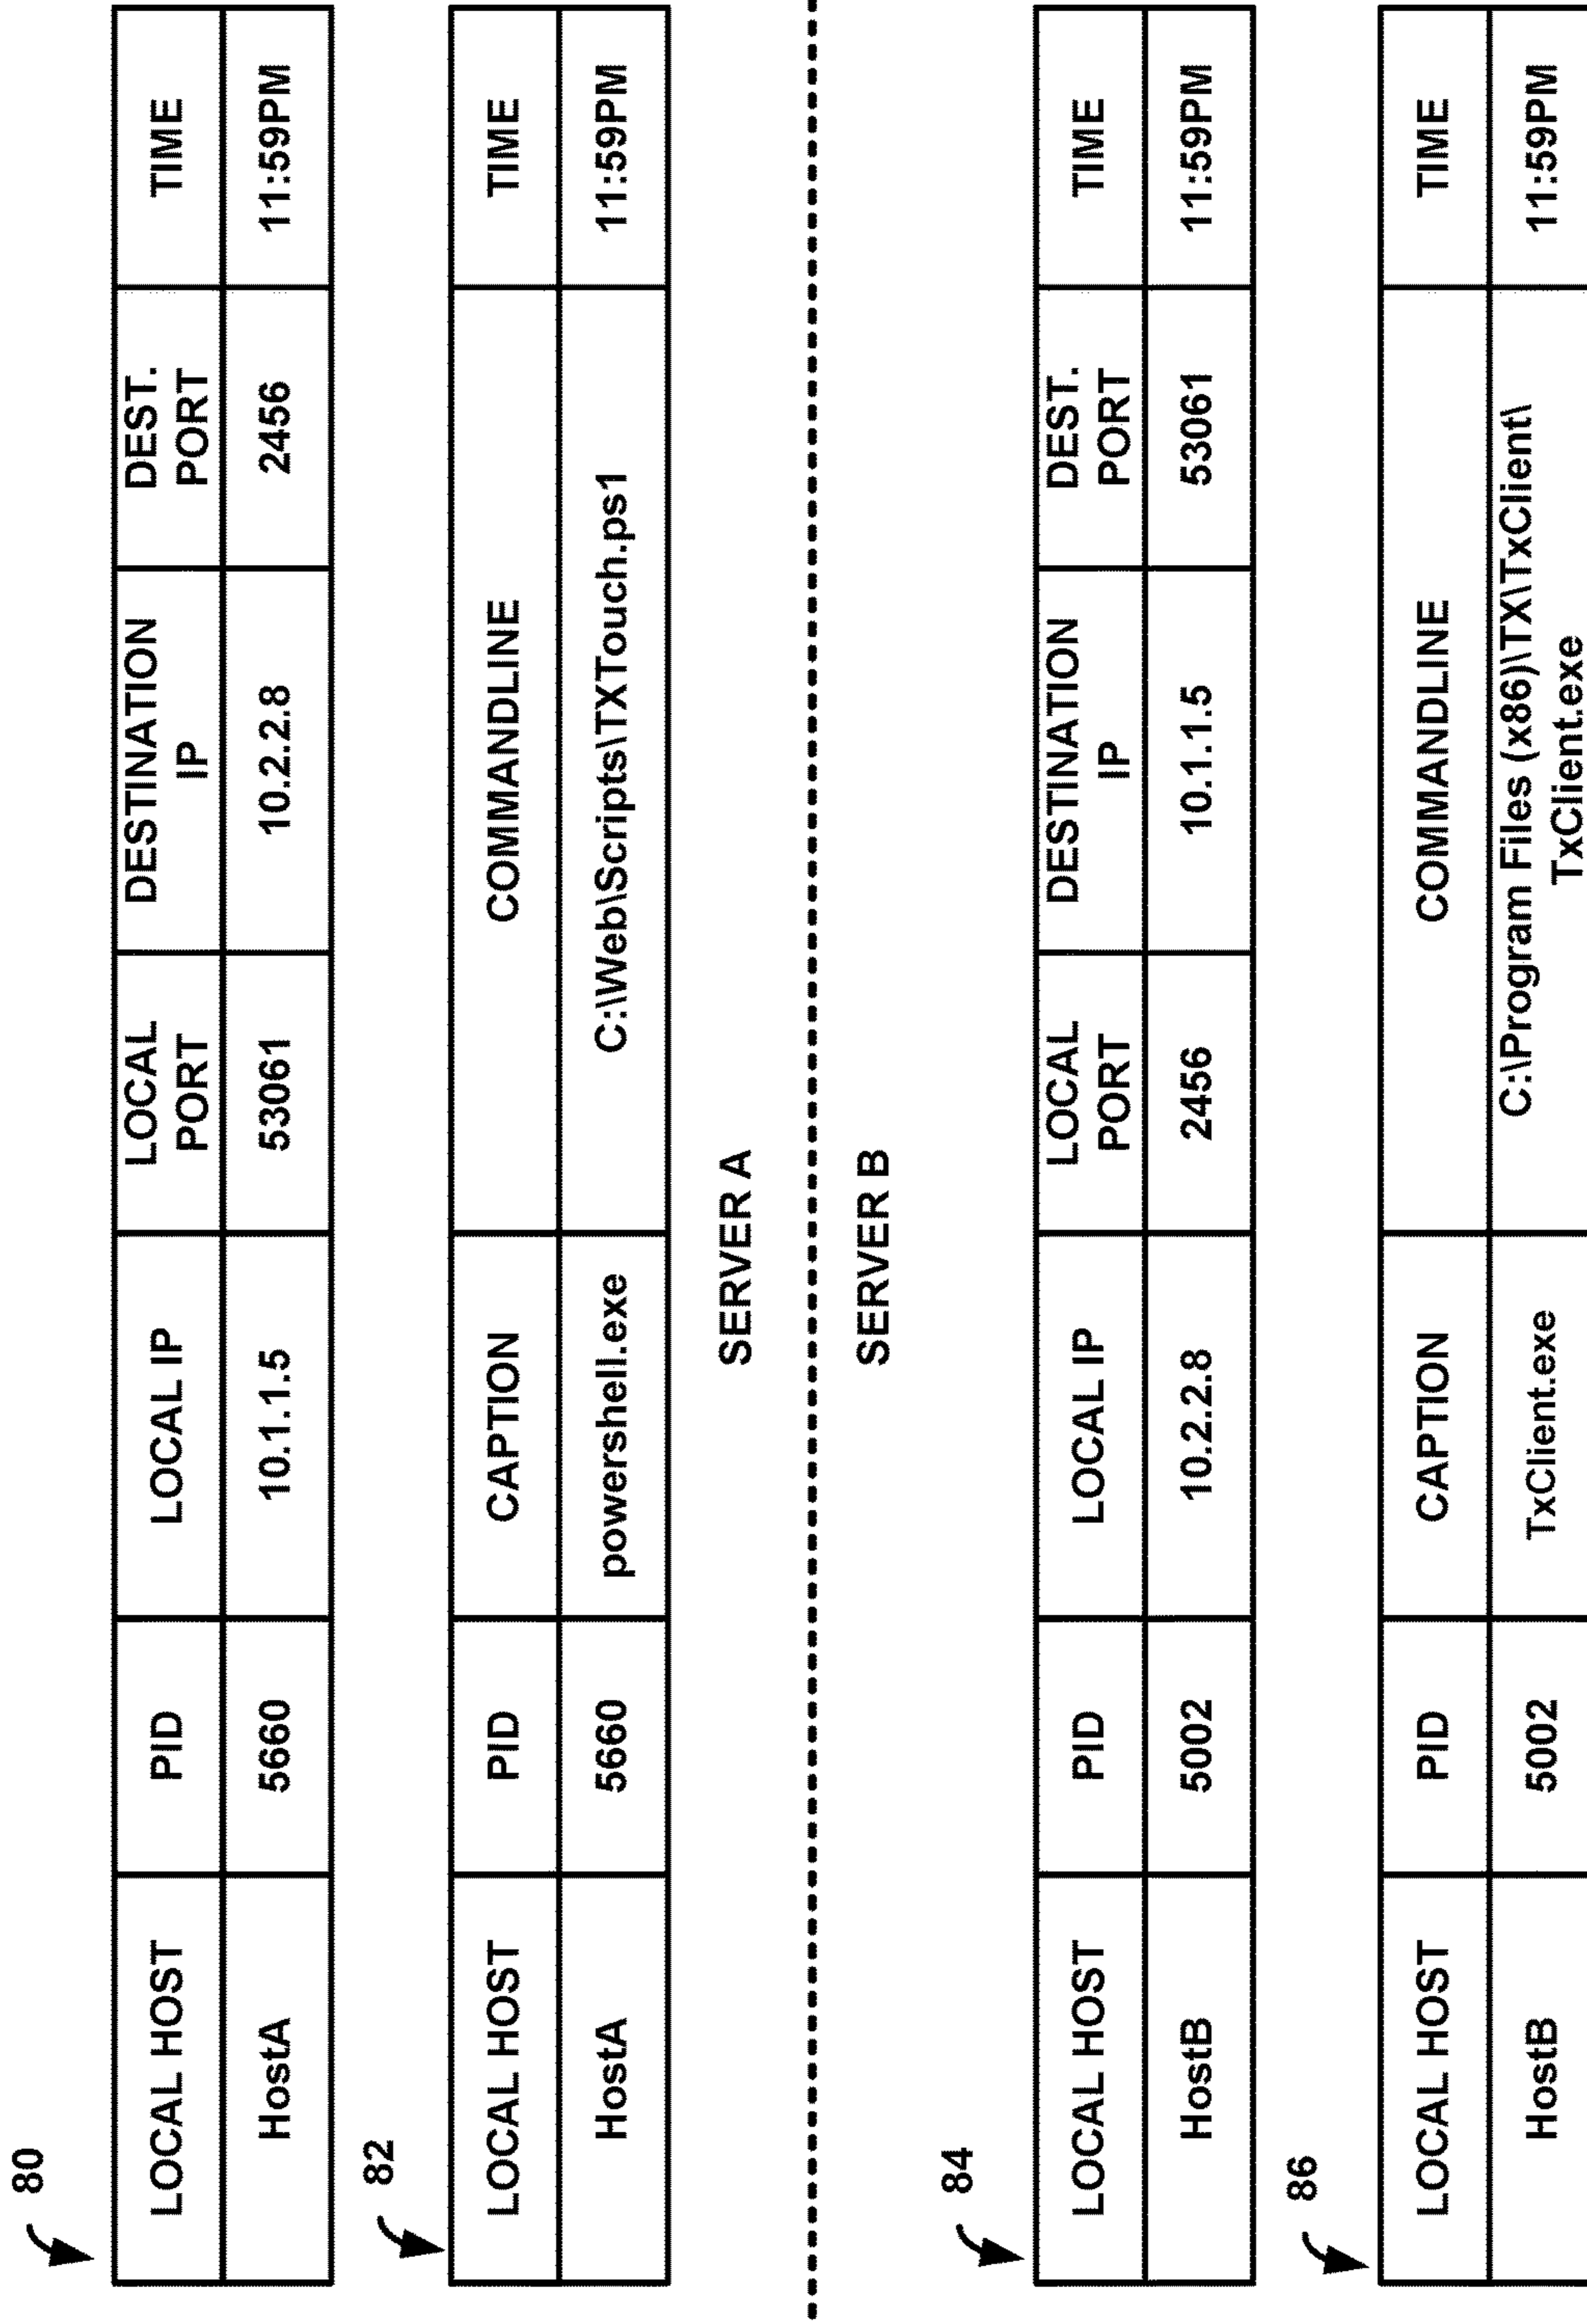 80
LOCAL HOST PID LOCAL IP LOCAL PORT DESTINATION IP DEST. PORT TIME
HostA 5660 10.1.1.5 53061 10.2.2.8 2456 11:59PM
82
LOCAL HOST PID CAPTION COMMANDLINE TIME
HostA 5660 powershell.exe C:\Web\Scripts\TXTouch.ps1 11:59PM
SERVER A
SERVER B
84
LOCAL HOST PID LOCAL IP LOCAL PORT DESTINATION IP DEST. PORT TIME
HostB 5002 10.2.2.8 2456 10.1.1.5 53061 11:59PM
86
LOCAL HOST PID CAPTION COMMANDLINE TIME
HostB 5002 TxClient.exe C:\Program Files (x86)\TX\TxClient\ TxClient.exe 11:59PM